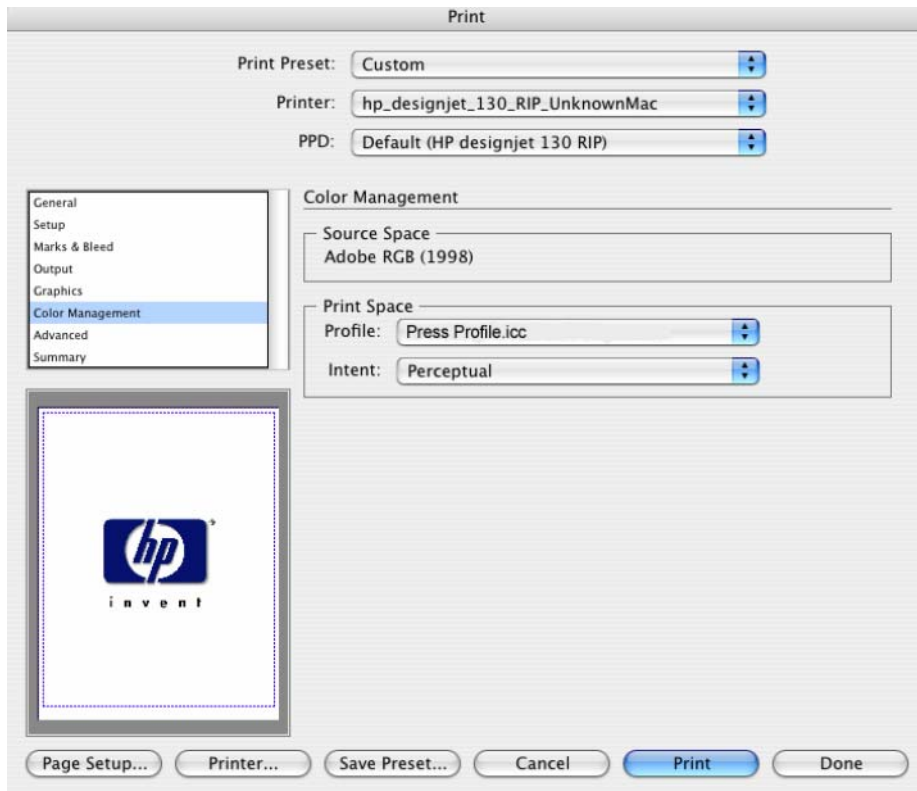 Print
Print Preset: Custom
Printer: hp_designjet_130_RIP_UnknownMac
PPD: Default (HP designjet 130 RIP)
General
Setup
Marks & Bleed
Output
Graphics
Color Management
Advanced
Summary
Color Management
Source Space
Adobe RGB (1998)
Print Space
Profile: Press Profile.icc
Intent: Perceptual
hp
invent
Page Setup... Printer... Save Preset... Cancel Print Done